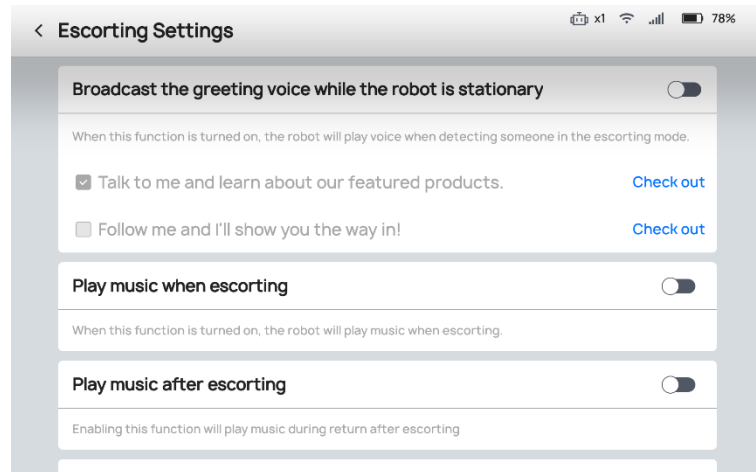 Escorting Settings
x1
78%
Broadcast the greeting voice while the robot is stationary
When this function is turned on, the robot will play voice when detecting someone in the escorting mode.
Talk to me and learn about our featured products.
Check out
Follow me and I'll show you the way in!
Check out
Play music when escorting
When this function is turned on, the robot will play music when escorting.
Play music after escorting
Enabling this function will play music during return after escorting